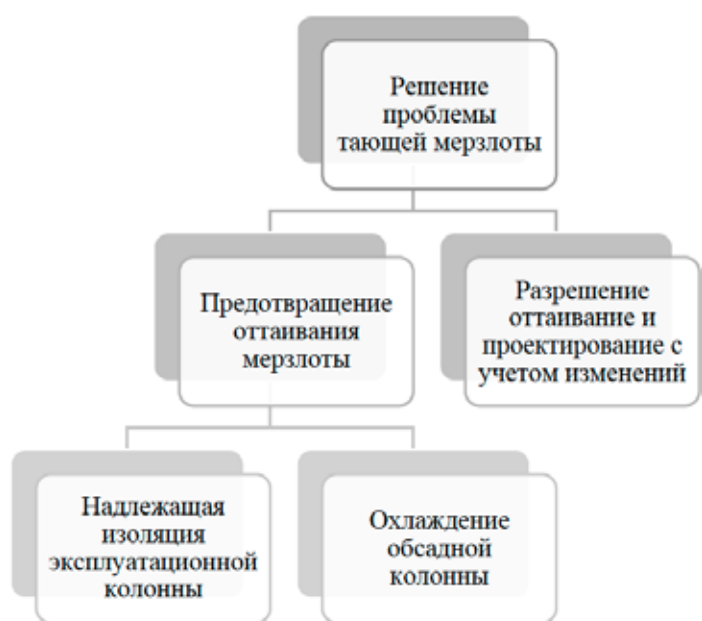 Решение
проблемы
тающей мерзлоты
Предотвращение
оттаивания
мерзлоты
Разрешение
оттаивание и
проектирование с
учетом изменений
Надлежащая
изоляция
эксплуатационной
колонны
Охлаждение
обсадной
колонны